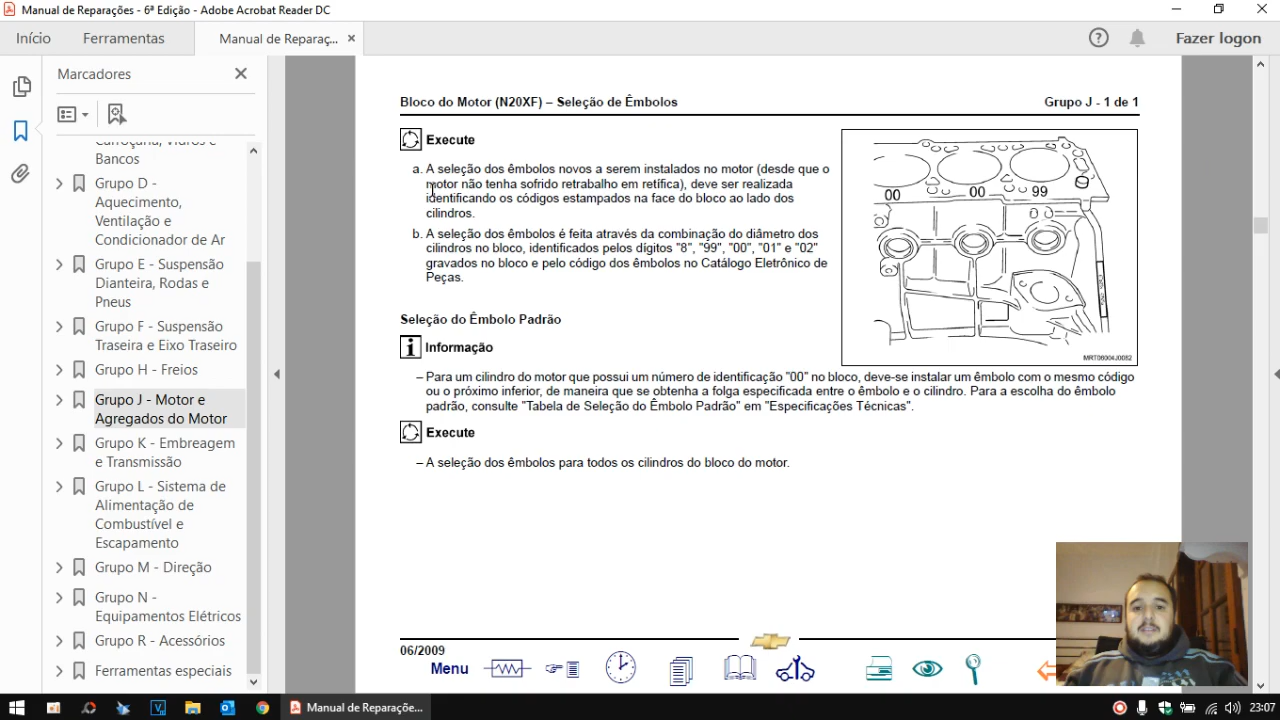 Manual de Reparações - 6ª Edição - Adobe Acrobat Reader DC
Início
Ferramentas
Manual de Reparaç...
Fazer logon
Marcadores
Carroçaria, Vidros e
Bancos
Grupo D -
Aquecimento,
Ventilação e
Condicionador de Ar
Grupo E - Suspensão
Dianteira, Rodas e
Pneus
Grupo F - Suspensão
Traseira e Eixo Traseiro
Grupo H - Freios
Grupo J - Motor e
Agregados do Motor
Grupo K - Embreagem
e Transmissão
Grupo L - Sistema de
Alimentação de
Combustível e
Escapamento
Grupo M - Direção
Grupo N -
Equipamentos Elétricos
Grupo R - Acessórios
Ferramentas especiais
Bloco do Motor (N20XF) – Seleção de Êmbolos
Grupo J - 1 de 1
Execute
a. A seleção dos êmbolos novos a serem instalados no motor (desde que o
motor não tenha sofrido retrabalho em retífica), deve ser realizada
identificando os códigos estampados na face do bloco ao lado dos
cilindros.
b. A seleção dos êmbolos é feita através da combinação do diâmetro dos
cilindros no bloco, identificados pelos dígitos "8", "99", "00", "01" e "02"
gravados no bloco e pelo código dos êmbolos no Catálogo Eletrônico de
Peças.
00
00
99
MRT06004J0052
Seleção do Êmbolo Padrão
Informação
– Para um cilindro do motor que possui um número de identificação "00" no bloco, deve-se instalar um êmbolo com o mesmo código
ou o próximo inferior, de maneira que se obtenha a folga especificada entre o êmbolo e o cilindro. Para a escolha do êmbolo
padrão, consulte "Tabela de Seleção do Êmbolo Padrão" em "Especificações Técnicas".
Execute
– A seleção dos êmbolos para todos os cilindros do bloco do motor.
06/2009
Menu
Manual de Reparaçõe...
23:07